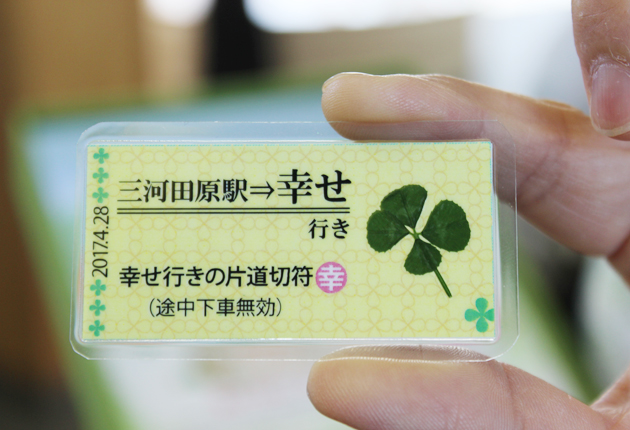 2017.4.28
三河田原駅⇒幸せ
行き
幸せ行きの片道切符㊝
(途中下車無効)